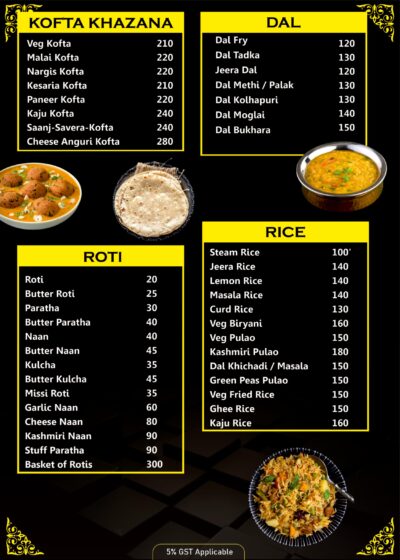 KOFTA KHAZANA
Veg Kofta 210
Malai Kofta 220
Nargis Kofta 220
Kesaria Kofta 210
Paneer Kofta 220
Kaju Kofta 240
Saanj-Savera-Kofta 240
Cheese Anguri Kofta 280
DAL
Dal Fry 120
Dal Tadka 130
Jeera Dal 120
Dal Methi / Palak 130
Dal Kolhapuri 130
Dal Moglai 140
Dal Bukhara 150
ROTI
Roti 20
Butter Roti 25
Paratha 30
Butter Paratha 40
Naan 40
Butter Naan 45
Kulcha 35
Butter Kulcha 45
Missi Roti 35
Garlic Naan 60
Cheese Naan 80
Kashmiri Naan 90
Stuff Paratha 90
Basket of Rotis 300
RICE
Steam Rice 100'
Jeera Rice 140
Lemon Rice 140
Masala Rice 140
Curd Rice 130
Veg Biryani 160
Veg Pulao 150
Kashmiri Pulao 180
Dal Khichadi / Masala 150
Green Peas Pulao 150
Veg Fried Rice 150
Ghee Rice 150
Kaju Rice 160
5% GST Applicable